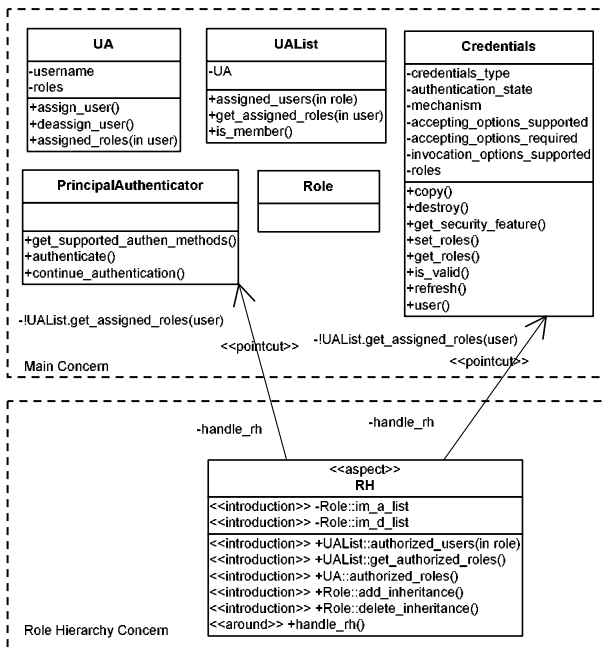 UA
-username
-roles
+assign_user()
+deassign_user()
+assigned_roles(in user)
UAList
-UA
+assigned_users(in role)
+get_assigned_roles(in user)
+is_member()
Credentials
-credentials_type
-authentication_state
-mechanism
-accepting_options_supported
-accepting_options_required
-invocation_options_supported
-roles
+copy()
+destroy()
+get_security_feature()
+set_roles()
+get_roles()
+is_valid()
+refresh()
+user()
PrincipalAuthenticator
+get_supported_authen_methods()
+authenticate()
+continue_authentication()
Role
-!UAList.get_assigned_roles(user)
<<pointcut>>
-!UAList.get_assigned_roles(user)
<<pointcut>>
Main Concern
-handle_rh
-handle_rh
<<aspect>>
RH
<<introduction>> -Role::im_a_list
<<introduction>> -Role::im_d_list
<<introduction>> +UAList::authorized_users(in role)
<<introduction>> +UAList::get_authorized_roles()
<<introduction>> +UA::authorized_roles()
<<introduction>> +Role::add_inheritance()
<<introduction>> +Role::delete_inheritance()
<<around>> +handle_rh()
Role Hierarchy Concern